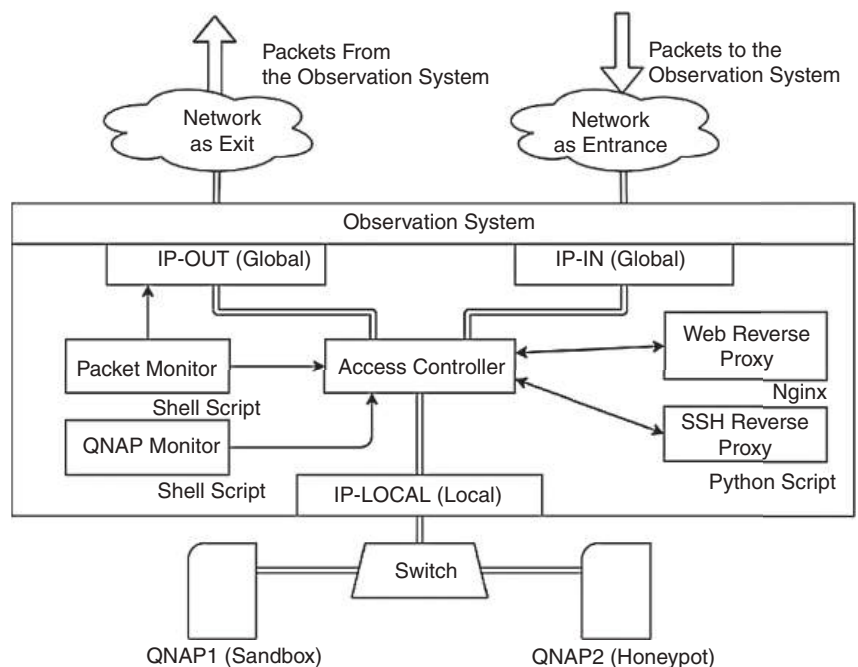 Packets From
the Observation System
Packets to the
Observation System
Network
as Exit
Network
as Entrance
Observation System
IP-OUT (Global)
IP-IN (Global)
Packet Monitor
Shell Script
Access Controller
Web Reverse
Proxy
Nginx
QNAP Monitor
Shell Script
SSH Reverse
Proxy
Python Script
IP-LOCAL (Local)
Switch
QNAP1 (Sandbox)
QNAP2 (Honeypot)